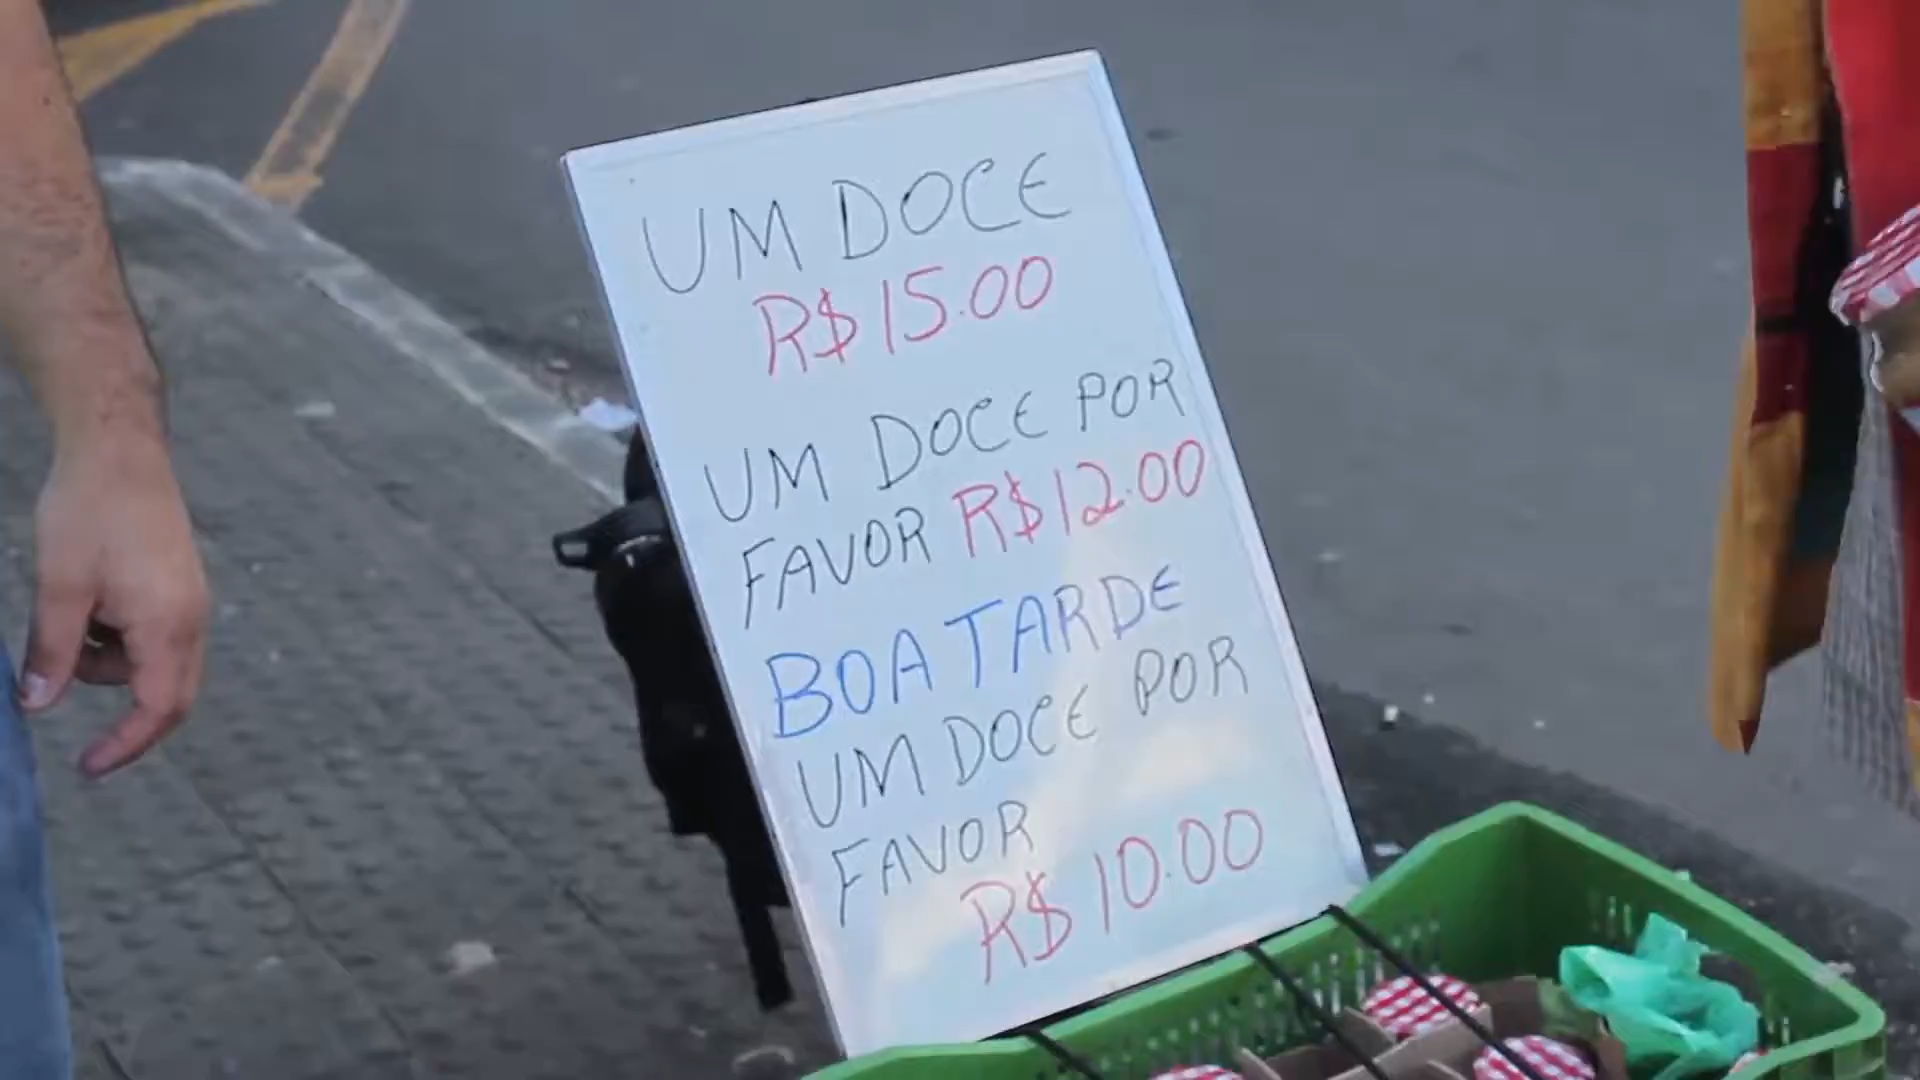 UM DOCE
R$15.00
UM DOCE POR
FAVOR R$12.00
BOA TARDE
UM DOCE POR
FAVOR
R$10.00